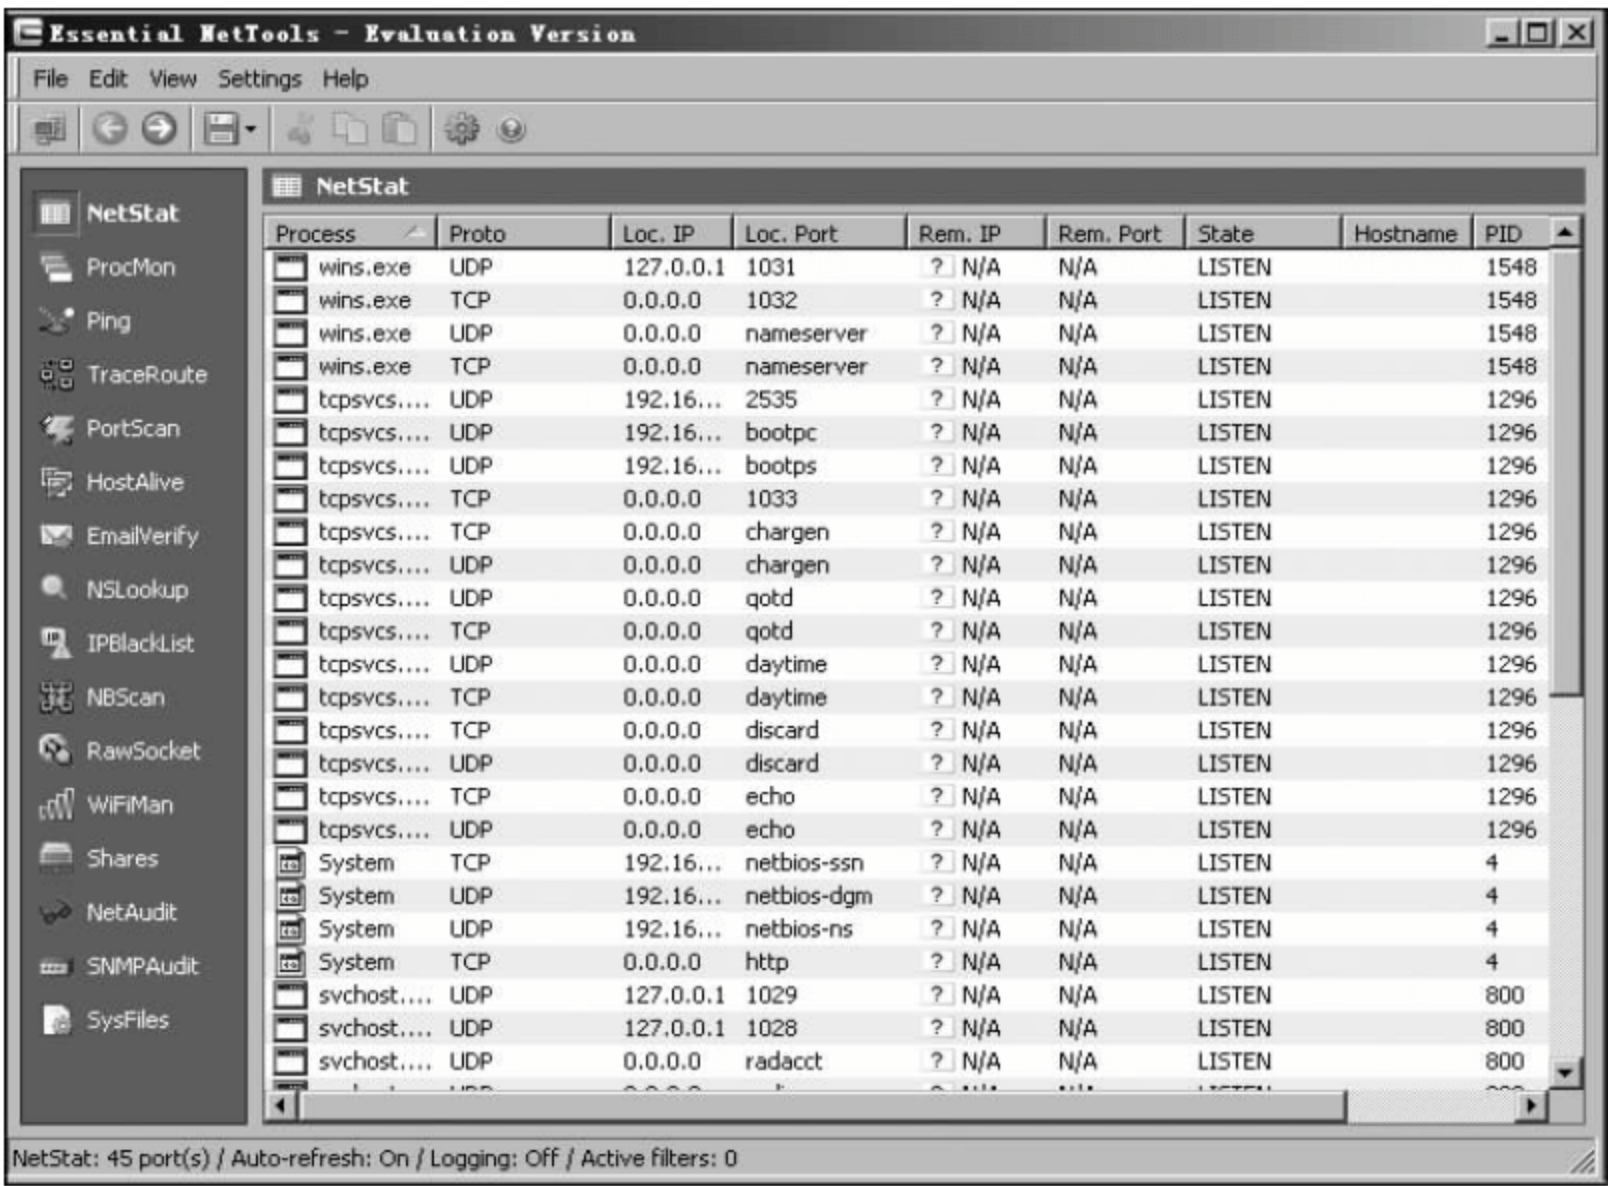 Essential NetTools - Evaluation Version
File Edit View Settings Help
NetStat
ProcMon
Ping
TraceRoute
PortScan
HostAlive
EmailVerify
NSLookup
IPBlackList
NBScan
RawSocket
WiFiMan
Shares
NetAudit
SNMPAudit
SysFiles
NetStat
Process Proto Loc. IP Loc. Port Rem. IP Rem. Port State Hostname PID
wins.exe UDP 127.0.0.1 1031 ? N/A N/A LISTEN 1548
wins.exe TCP 0.0.0.0 1032 ? N/A N/A LISTEN 1548
wins.exe UDP 0.0.0.0 nameserver ? N/A N/A LISTEN 1548
wins.exe TCP 0.0.0.0 nameserver ? N/A N/A LISTEN 1548
tcpsvcs.... UDP 192.16... 2535 ? N/A N/A LISTEN 1296
tcpsvcs.... UDP 192.16... bootpc ? N/A N/A LISTEN 1296
tcpsvcs.... UDP 192.16... bootps ? N/A N/A LISTEN 1296
tcpsvcs.... TCP 0.0.0.0 1033 ? N/A N/A LISTEN 1296
tcpsvcs.... TCP 0.0.0.0 chargen ? N/A N/A LISTEN 1296
tcpsvcs.... UDP 0.0.0.0 chargen ? N/A N/A LISTEN 1296
tcpsvcs.... UDP 0.0.0.0 qotd ? N/A N/A LISTEN 1296
tcpsvcs.... TCP 0.0.0.0 qotd ? N/A N/A LISTEN 1296
tcpsvcs.... UDP 0.0.0.0 daytime ? N/A N/A LISTEN 1296
tcpsvcs.... TCP 0.0.0.0 daytime ? N/A N/A LISTEN 1296
tcpsvcs.... TCP 0.0.0.0 discard ? N/A N/A LISTEN 1296
tcpsvcs.... UDP 0.0.0.0 discard ? N/A N/A LISTEN 1296
tcpsvcs.... TCP 0.0.0.0 echo ? N/A N/A LISTEN 1296
tcpsvcs.... UDP 0.0.0.0 echo ? N/A N/A LISTEN 1296
System TCP 192.16... netbios-ssn ? N/A N/A LISTEN 4
System UDP 192.16... netbios-dgm ? N/A N/A LISTEN 4
System UDP 192.16... netbios-ns ? N/A N/A LISTEN 4
System TCP 0.0.0.0 http ? N/A N/A LISTEN 4
svchost.... UDP 127.0.0.1 1029 ? N/A N/A LISTEN 800
svchost.... UDP 127.0.0.1 1028 ? N/A N/A LISTEN 800
svchost.... UDP 0.0.0.0 radacct ? N/A N/A LISTEN 800
NetStat: 45 port(s) / Auto-refresh: On / Logging: Off / Active filters: 0